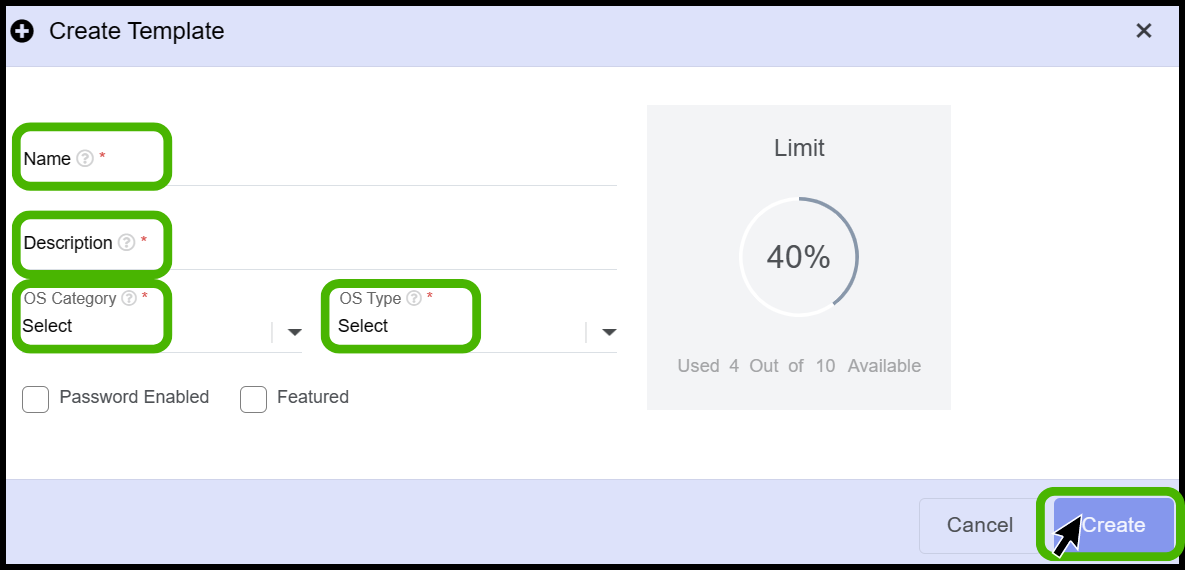 Create Template
Name ? *
Description ? *
OS Category ? *
Select
OS Type ? *
Select
Password Enabled
Featured
Limit
40%
Used 4 Out of 10 Available
Cancel
Create